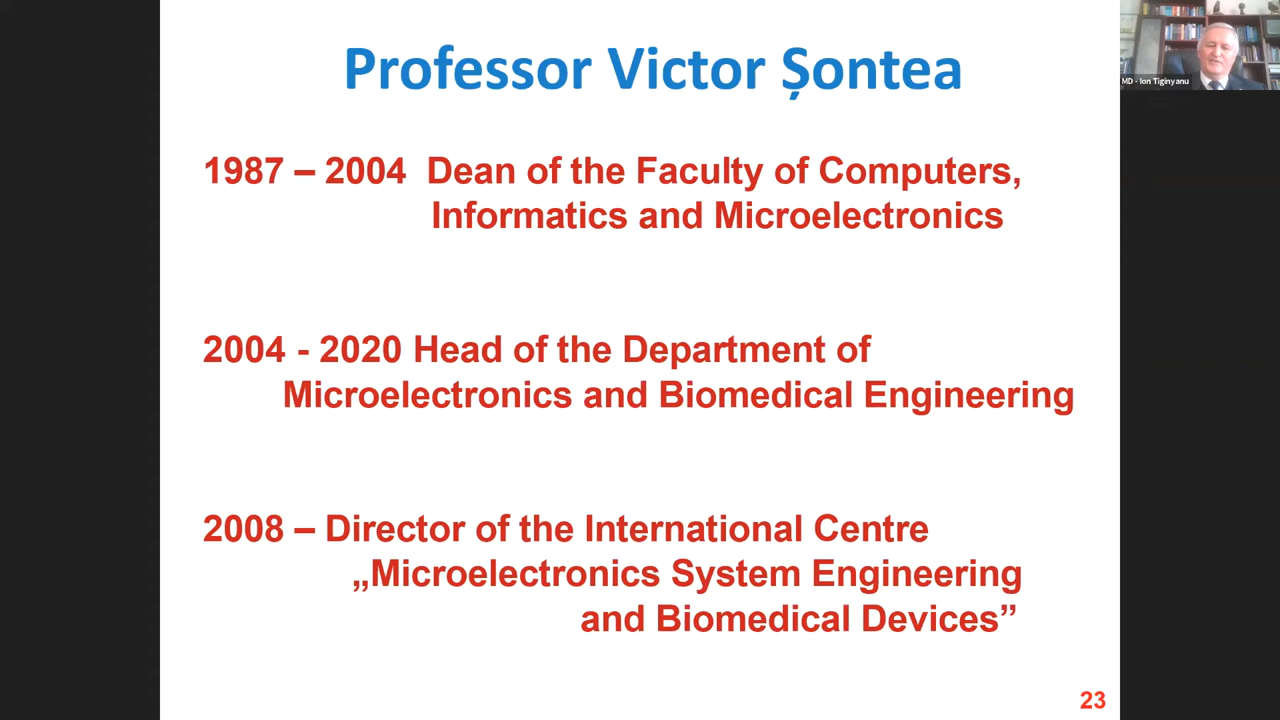 Professor Victor Șontea
MD - Ion Tiginyanu
1987 – 2004 Dean of the Faculty of Computers,
Informatics and Microelectronics
2004 - 2020 Head of the Department of
Microelectronics and Biomedical Engineering
2008 – Director of the International Centre
„Microelectronics System Engineering
and Biomedical Devices”
23